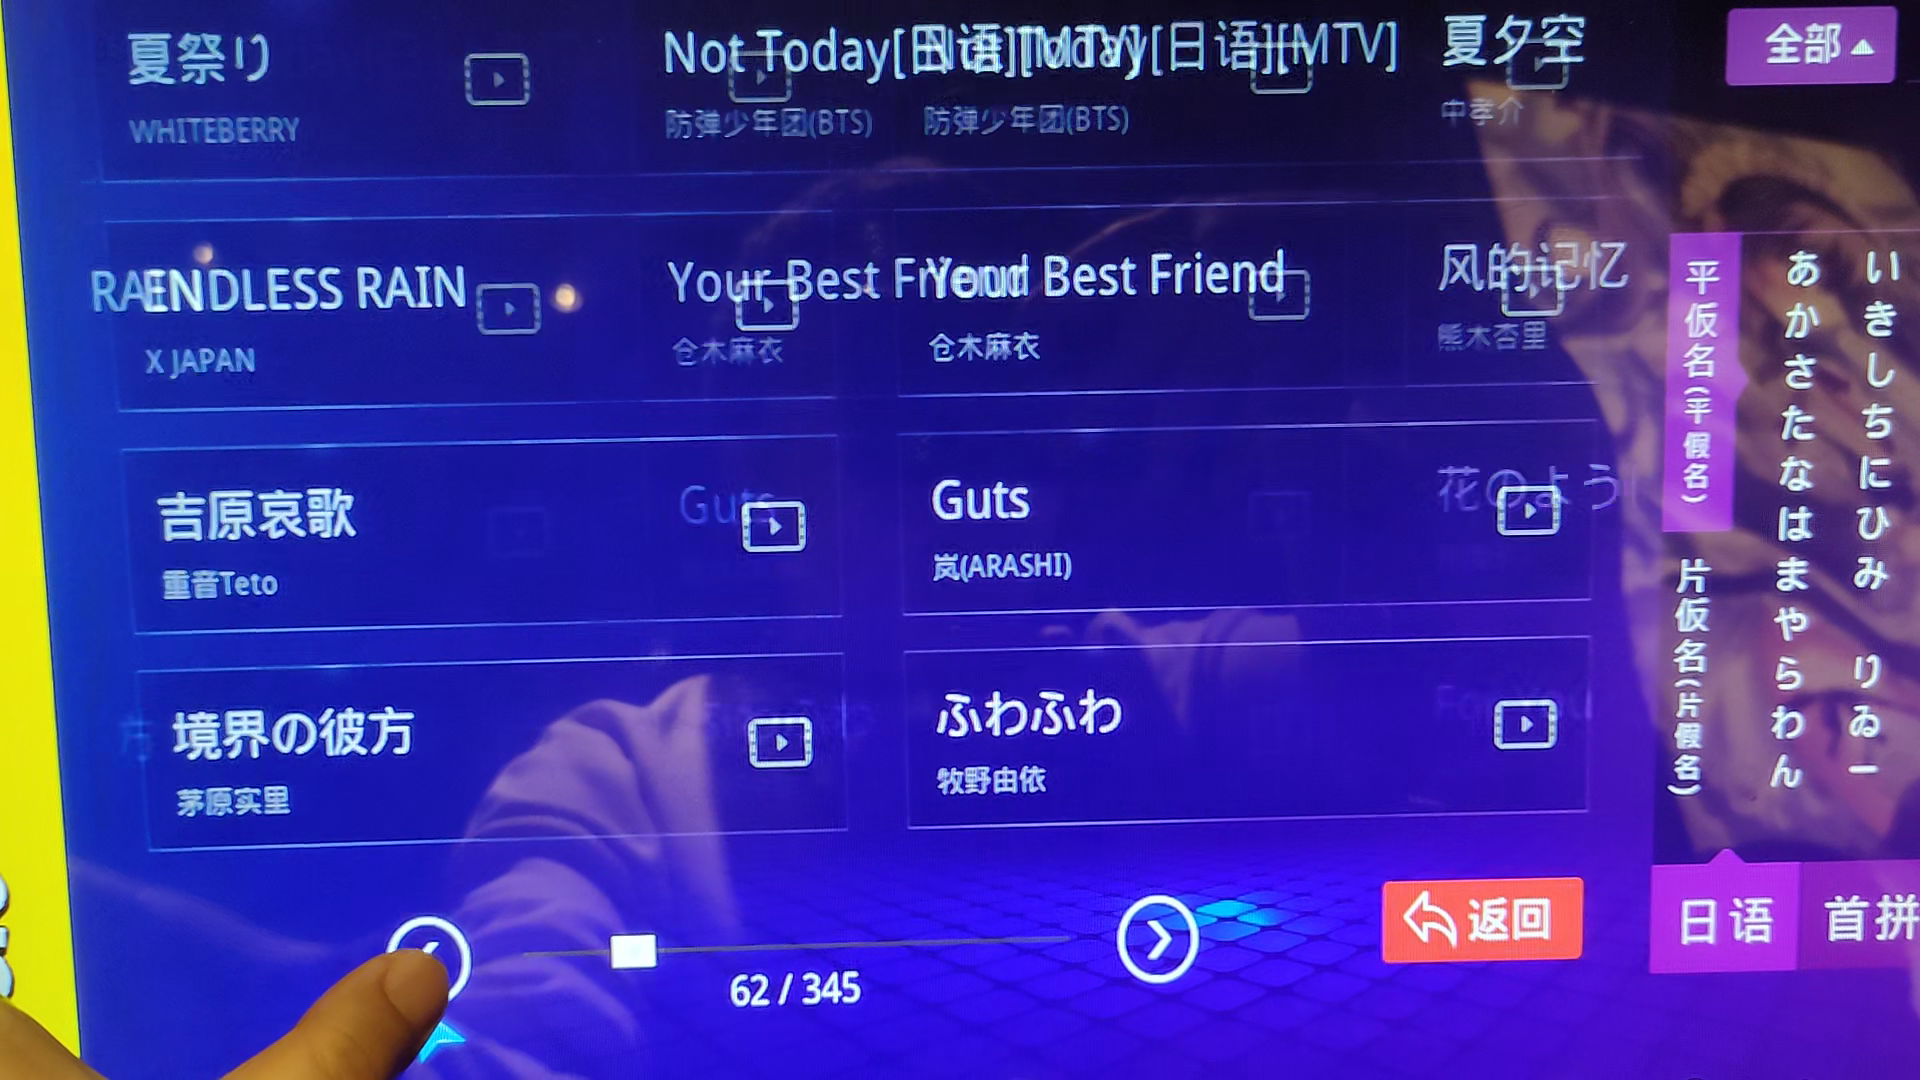 夏祭り
WHITEBERRY
Not Today[日语][MTV]
防弹少年团(BTS)
Not Today[日语][MTV]
防弹少年团(BTS)
夏夕空
中孝介
全部
ENDLESS RAIN
X JAPAN
Your Best Friend
仓木麻衣
Your Best Friend
仓木麻衣
风的记忆
熊木杏里
吉原哀歌
重音Teto
Guts
Guts
岚(ARASHI)
花のよう
境界の彼方
茅原实里
ふわふわ
牧野由依
平仮名(平假名)
片仮名(片假名)
あかさたなはまやらわん
いきしちにひみ りゐー
62 / 345
返回
日语
首拼